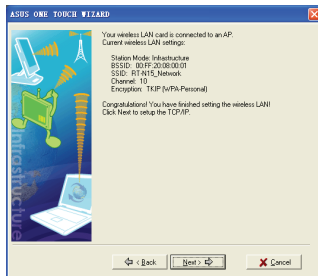 ASUS ONE TOUCH WIZARD
Your wireless LAN card is connected to an AP.
Current wireless LAN settings:
Station Mode: Infrastructure
BSSID: 00:FF:20:08:00:01
SSID: RT-N15_Network
Channel: 10
Encryption: TKIP (WPA-Personal)
Congratulations! You have finished setting the wireless LAN!
Click Next to setup the TCP/IP.
Infrastructure
< Back
Next >
Cancel